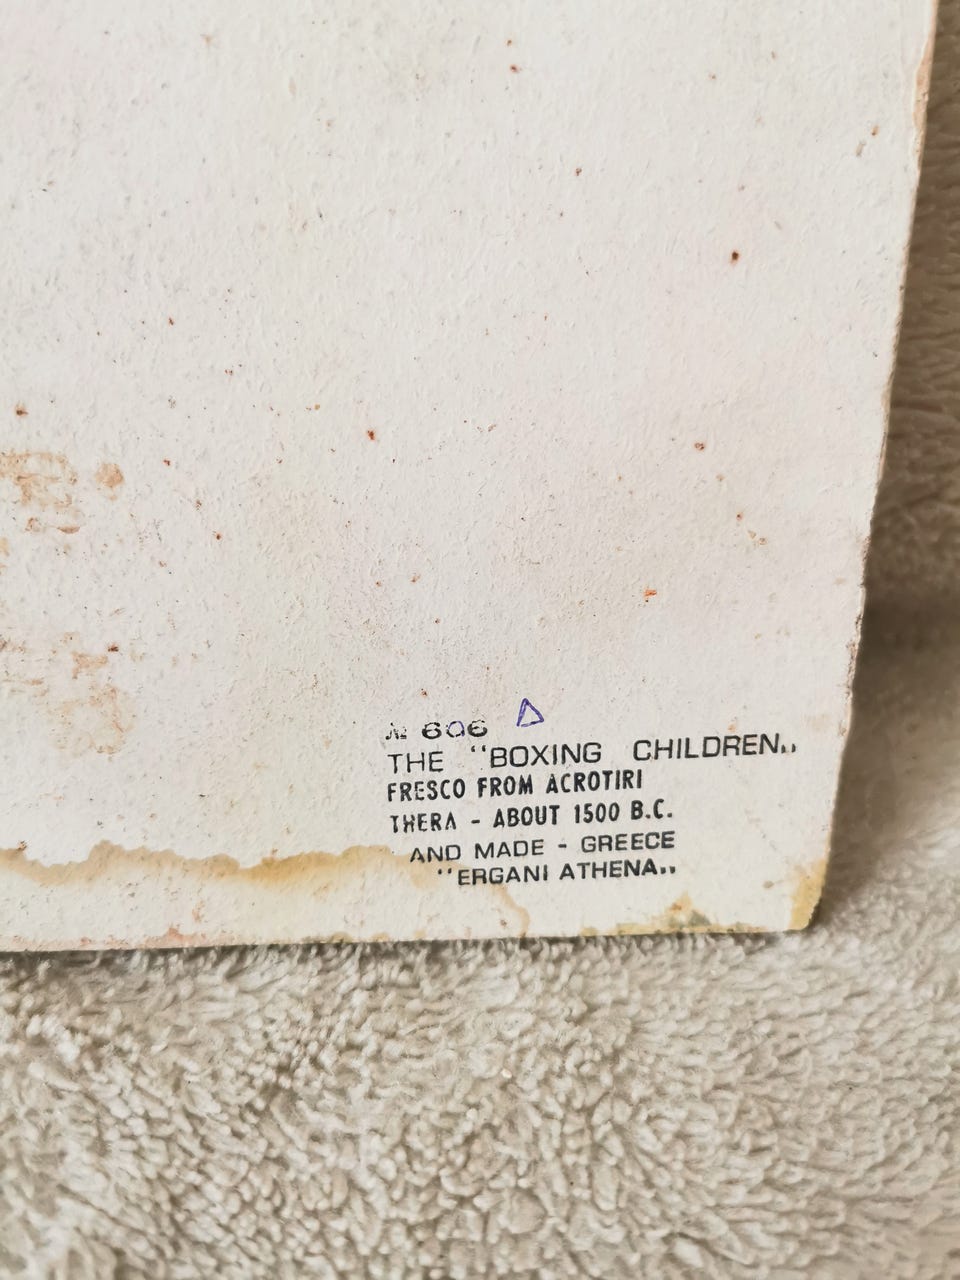 № 606 Δ
THE “BOXING CHILDREN„
FRESCO FROM ACROTIRI
THERA - ABOUT 1500 B.C.
AND MADE - GREECE
“ERGANI ATHENA„